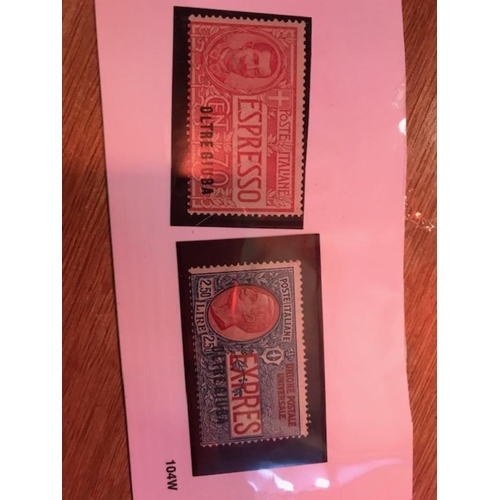 POSTE ITALIANE
ESPRESSO
CENT. 70
OLTRE GIUBA
POSTE ITALIANE
2,50 LIRE 2,50
UNIONE POSTALE
UNIVERSALE
EXPRES
OLTRE GIUBA
104W